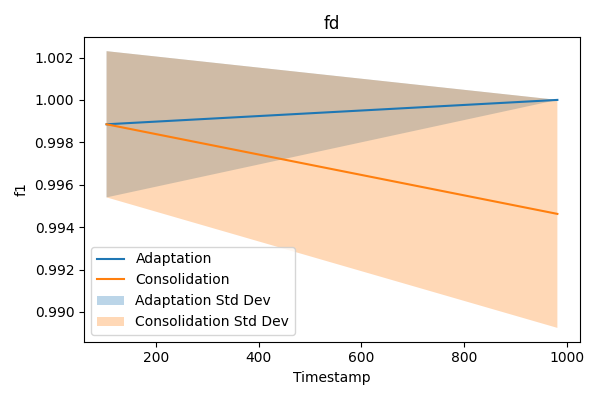 fd
1.002
1.000
0.998
0.996
0.994
0.992
0.990
f1
Adaptation
Consolidation
Adaptation Std Dev
Consolidation Std Dev
200
400
600
800
1000
Timestamp